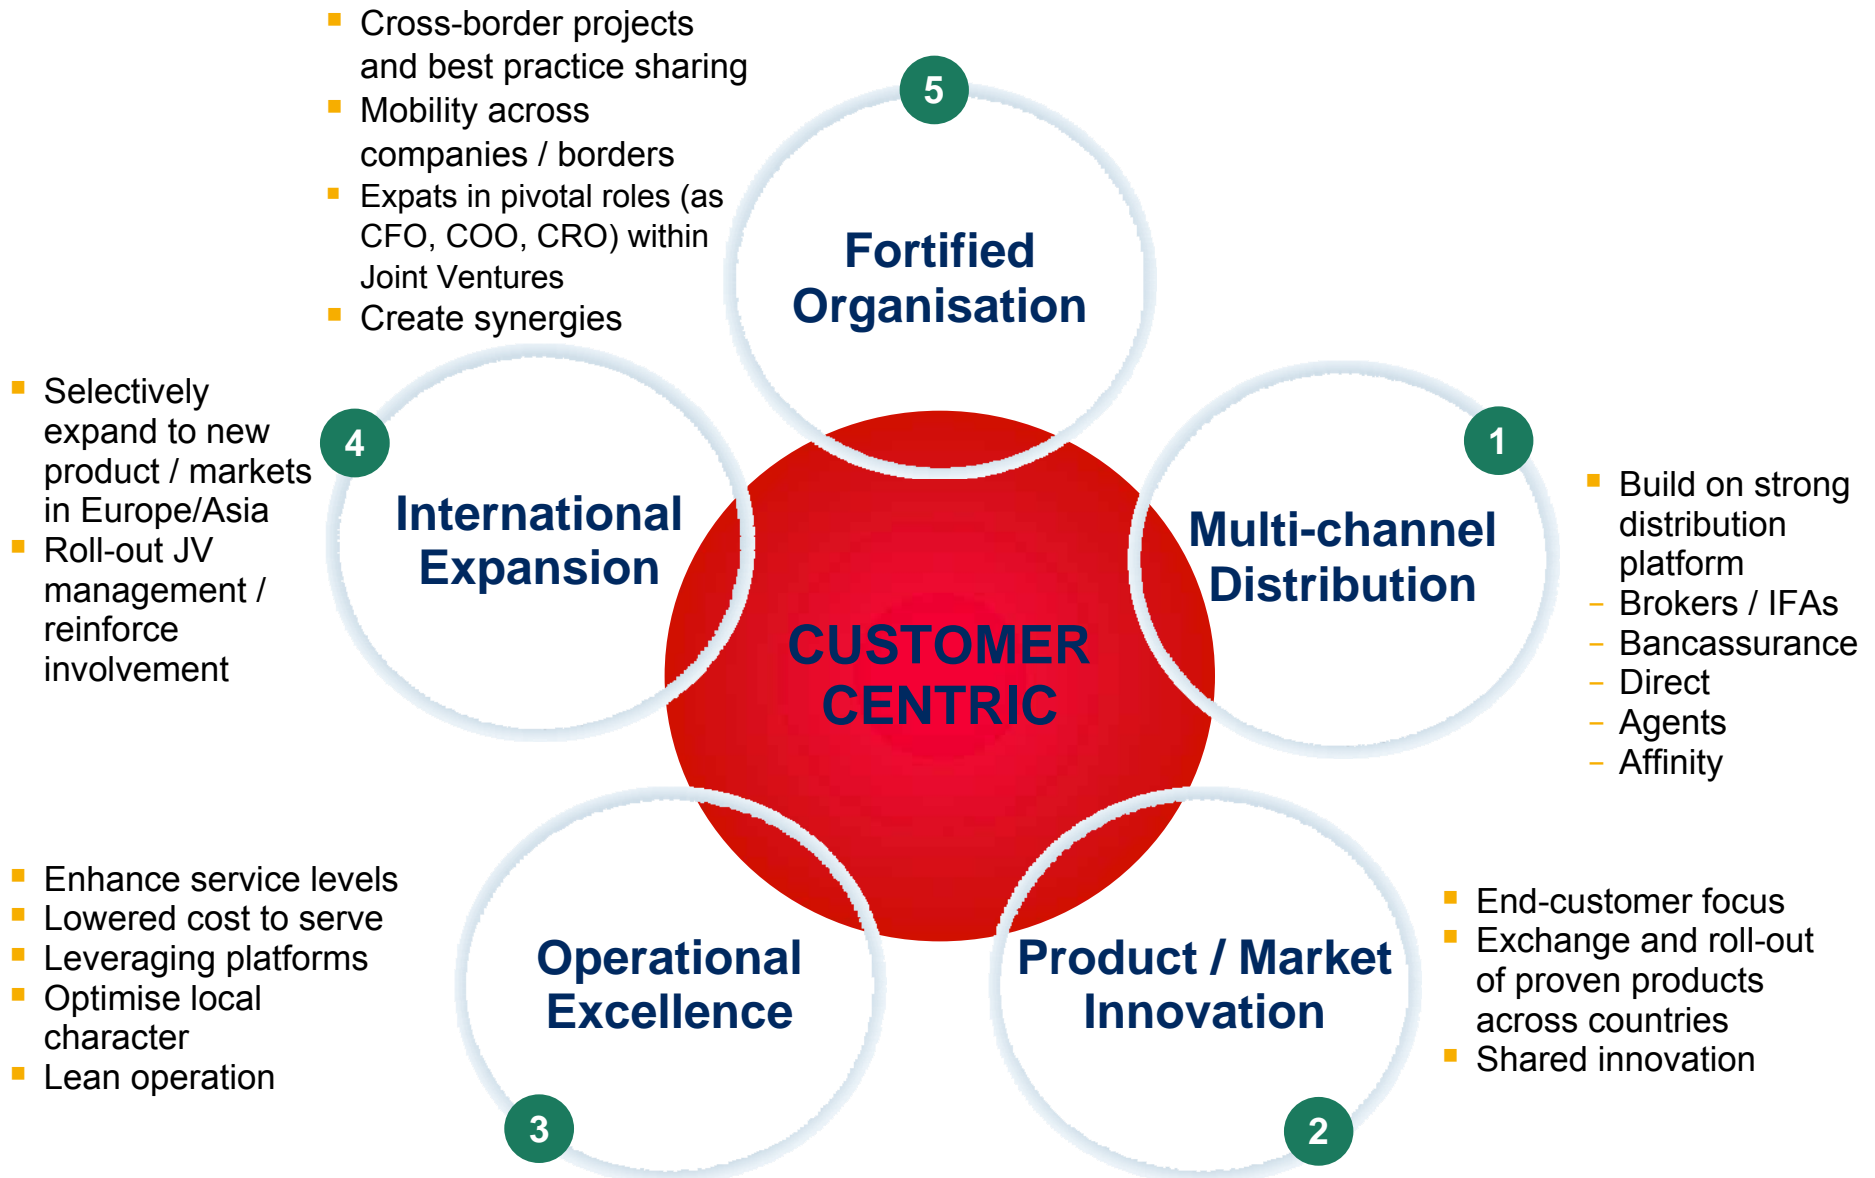 Cross-border projects
and best practice sharing
Mobility across
companies / borders
Expats in pivotal roles (as
CFO, COO, CRO) within
Joint Ventures
Create synergies
5
Fortified
Organisation
Selectively
expand to new
product / markets
in Europe/Asia
Roll-out JV
management /
reinforce
involvement
4
International
Expansion
CUSTOMER
CENTRIC
1
Multi-channel
Distribution
Build on strong
distribution
platform
– Brokers / IFAs
– Bancassurance
– Direct
– Agents
– Affinity
Enhance service levels
Lowered cost to serve
Leveraging platforms
Optimise local
character
Lean operation
Operational
Excellence
3
Product / Market
Innovation
2
End-customer focus
Exchange and roll-out
of proven products
across countries
Shared innovation